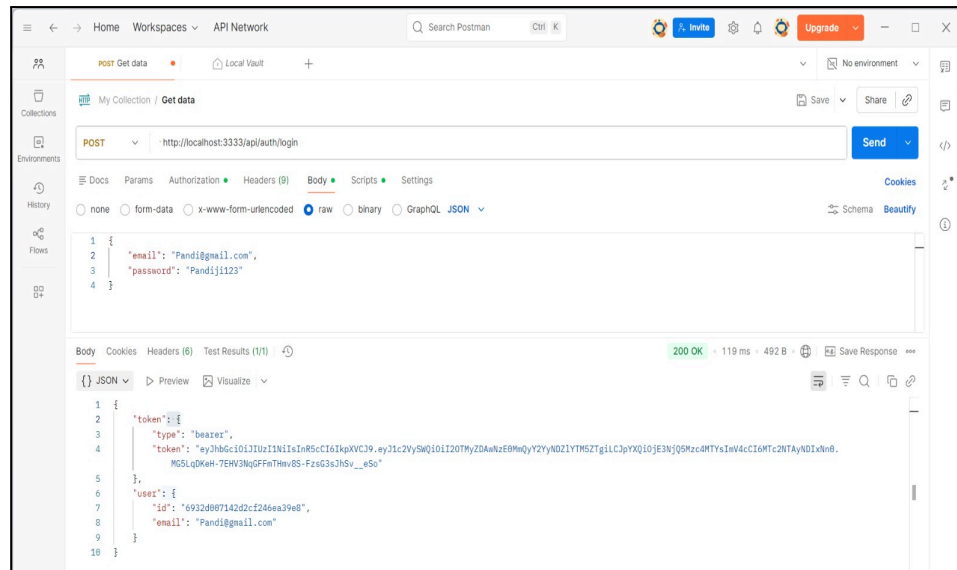 Home Workspaces API Network Search Postman Ctrl K Invite Upgrade
POST Get data Local Vault No environment
HTTP My Collection / Get data Save Share
Collections
POST http://localhost:3333/api/auth/login Send
Environments
Docs Params Authorization Headers (9) Body Scripts Settings Cookies
History
none form-data x-www-form-urlencoded raw binary GraphQL JSON Schema Beautify
Flows
1 {
2 "email": "Pandi@gmail.com",
3 "password": "Pandiji123"
4 }
Body Cookies Headers (6) Test Results (1/1) 200 OK 119 ms 492 B Save Response
{} JSON Preview Visualize
1 {
2 "token": {
3 "type": "bearer",
4 "token":
5 },
6 "user": {
7 "id": "6932d007142d2cf246ea39e8",
8 "email": "Pandi@gmail.com"
9 }
10 }